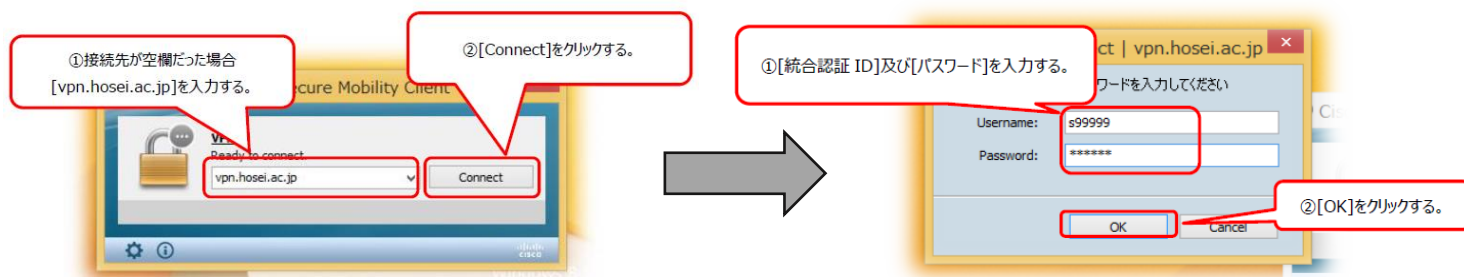 ①接続先が空欄だった場合
[vpn.hosei.ac.jp]を入力する。
②[Connect]をクリックする。
ecure Mobility Client
VP
Ready to connect.
vpn.hosei.ac.jp
Connect
cisco
①[統合認証 ID]及び[パスワード]を入力する。
ct | vpn.hosei.ac.jp
ワードを入力してください
Username:
s99999
Password:
******
②[OK]をクリックする。
OK
Cancel